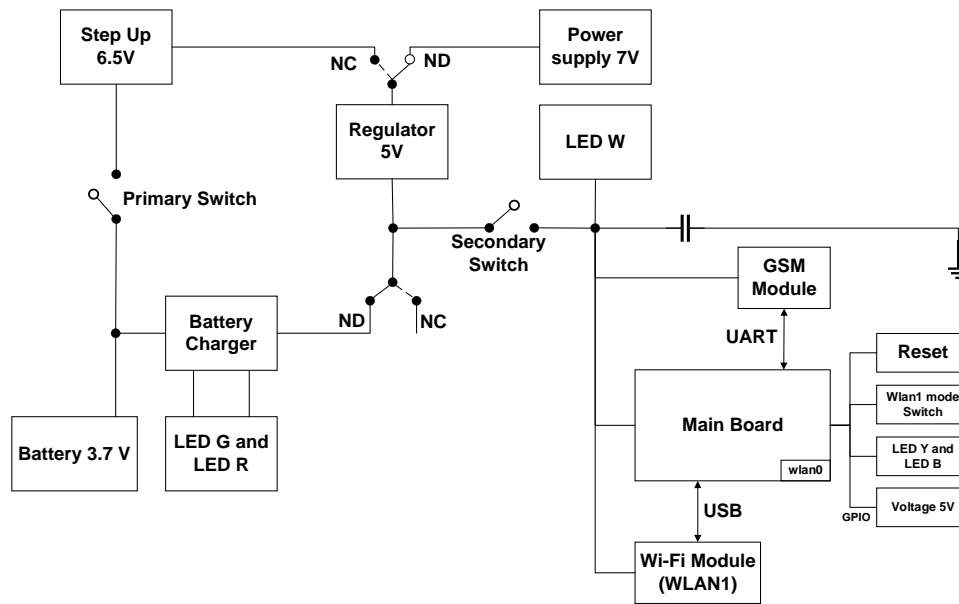 Step Up
6.5V
NC
ND
Power
supply 7V
Regulator
5V
LED W
Primary Switch
Secondary
Switch
GSM
Module
ND
NC
Battery
Charger
UART
Reset
Wlan1 mode
Switch
Main Board
wlan0
Battery 3.7 V
LED G and
LED R
LED Y and
LED B
GPIO
Voltage 5V
USB
Wi-Fi Module
(WLAN1)